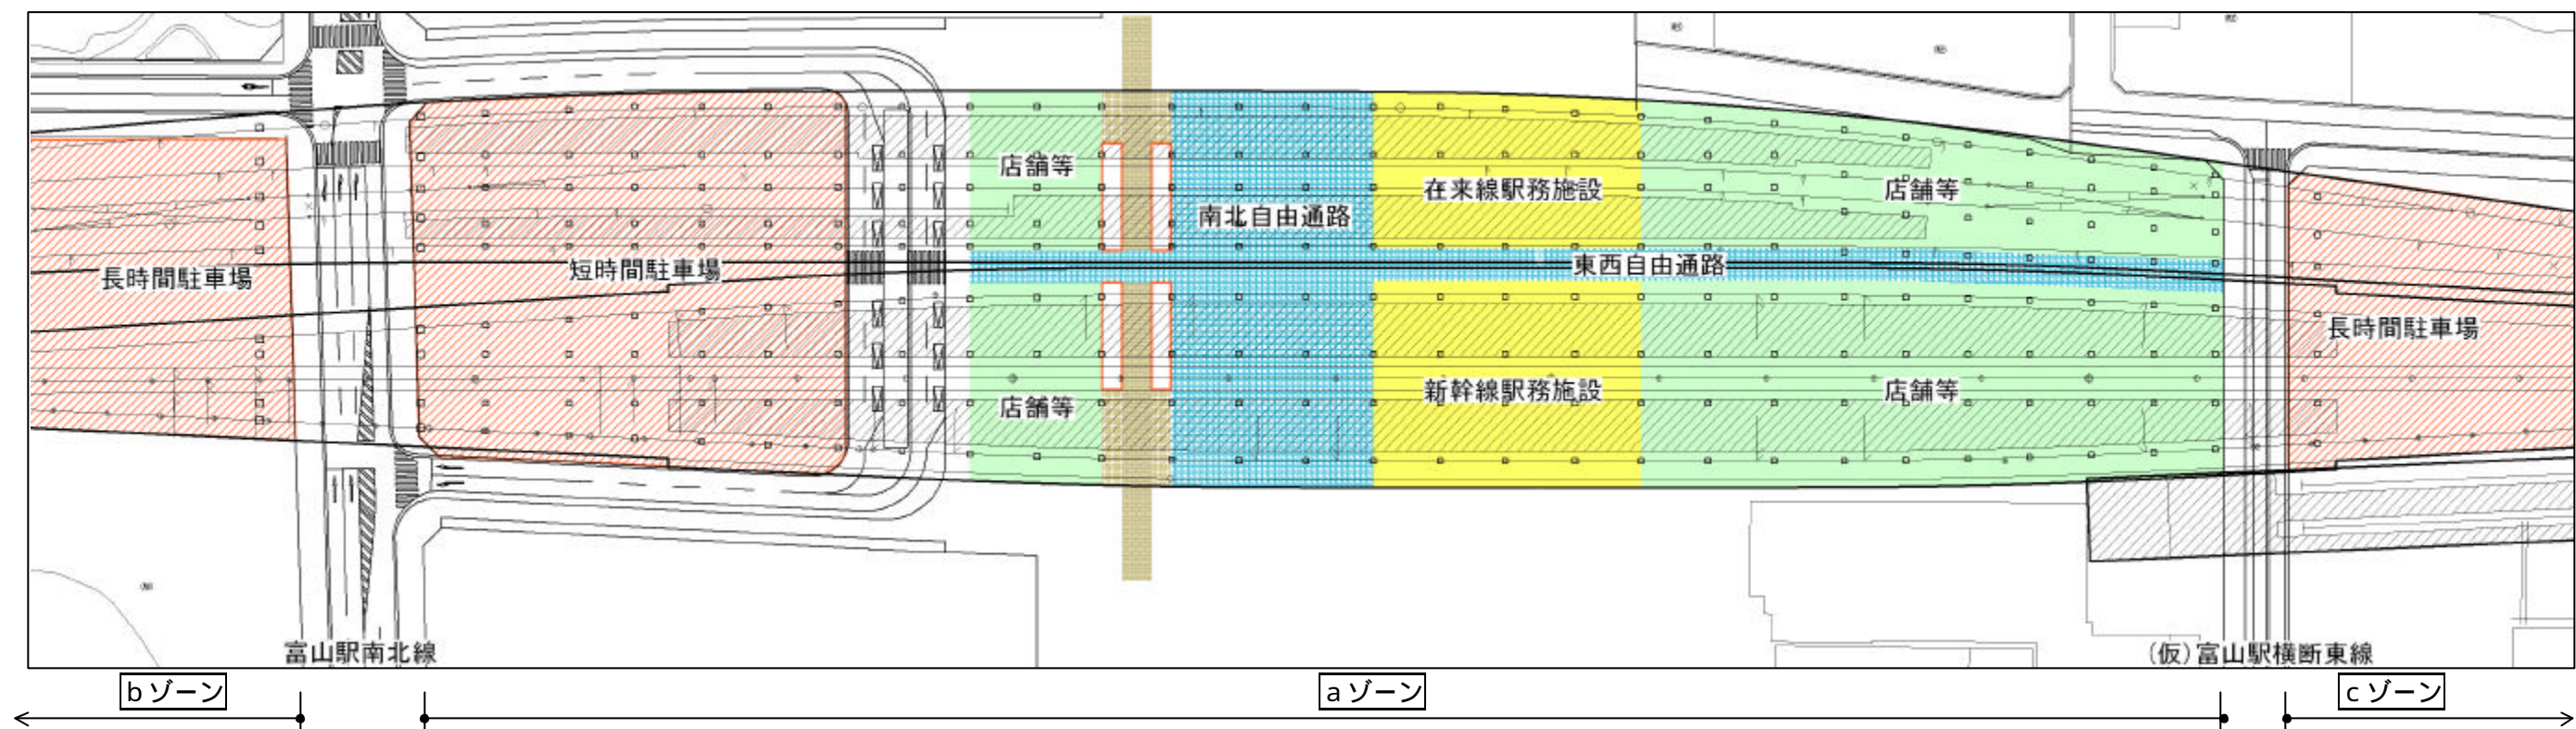 店舗等
在来線駅務施設
店舗等
南北自由通路
長時間駐車場
短時間駐車場
東西自由通路
長時間駐車場
店舗等
新幹線駅務施設
店舗等
富山駅南北線
(仮)富山駅横断東線
bゾーン
aゾーン
cゾーン